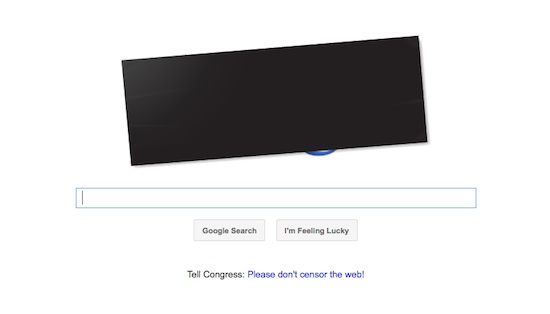 Google Search
I'm Feeling Lucky
Tell Congress: Please don't censor the web!